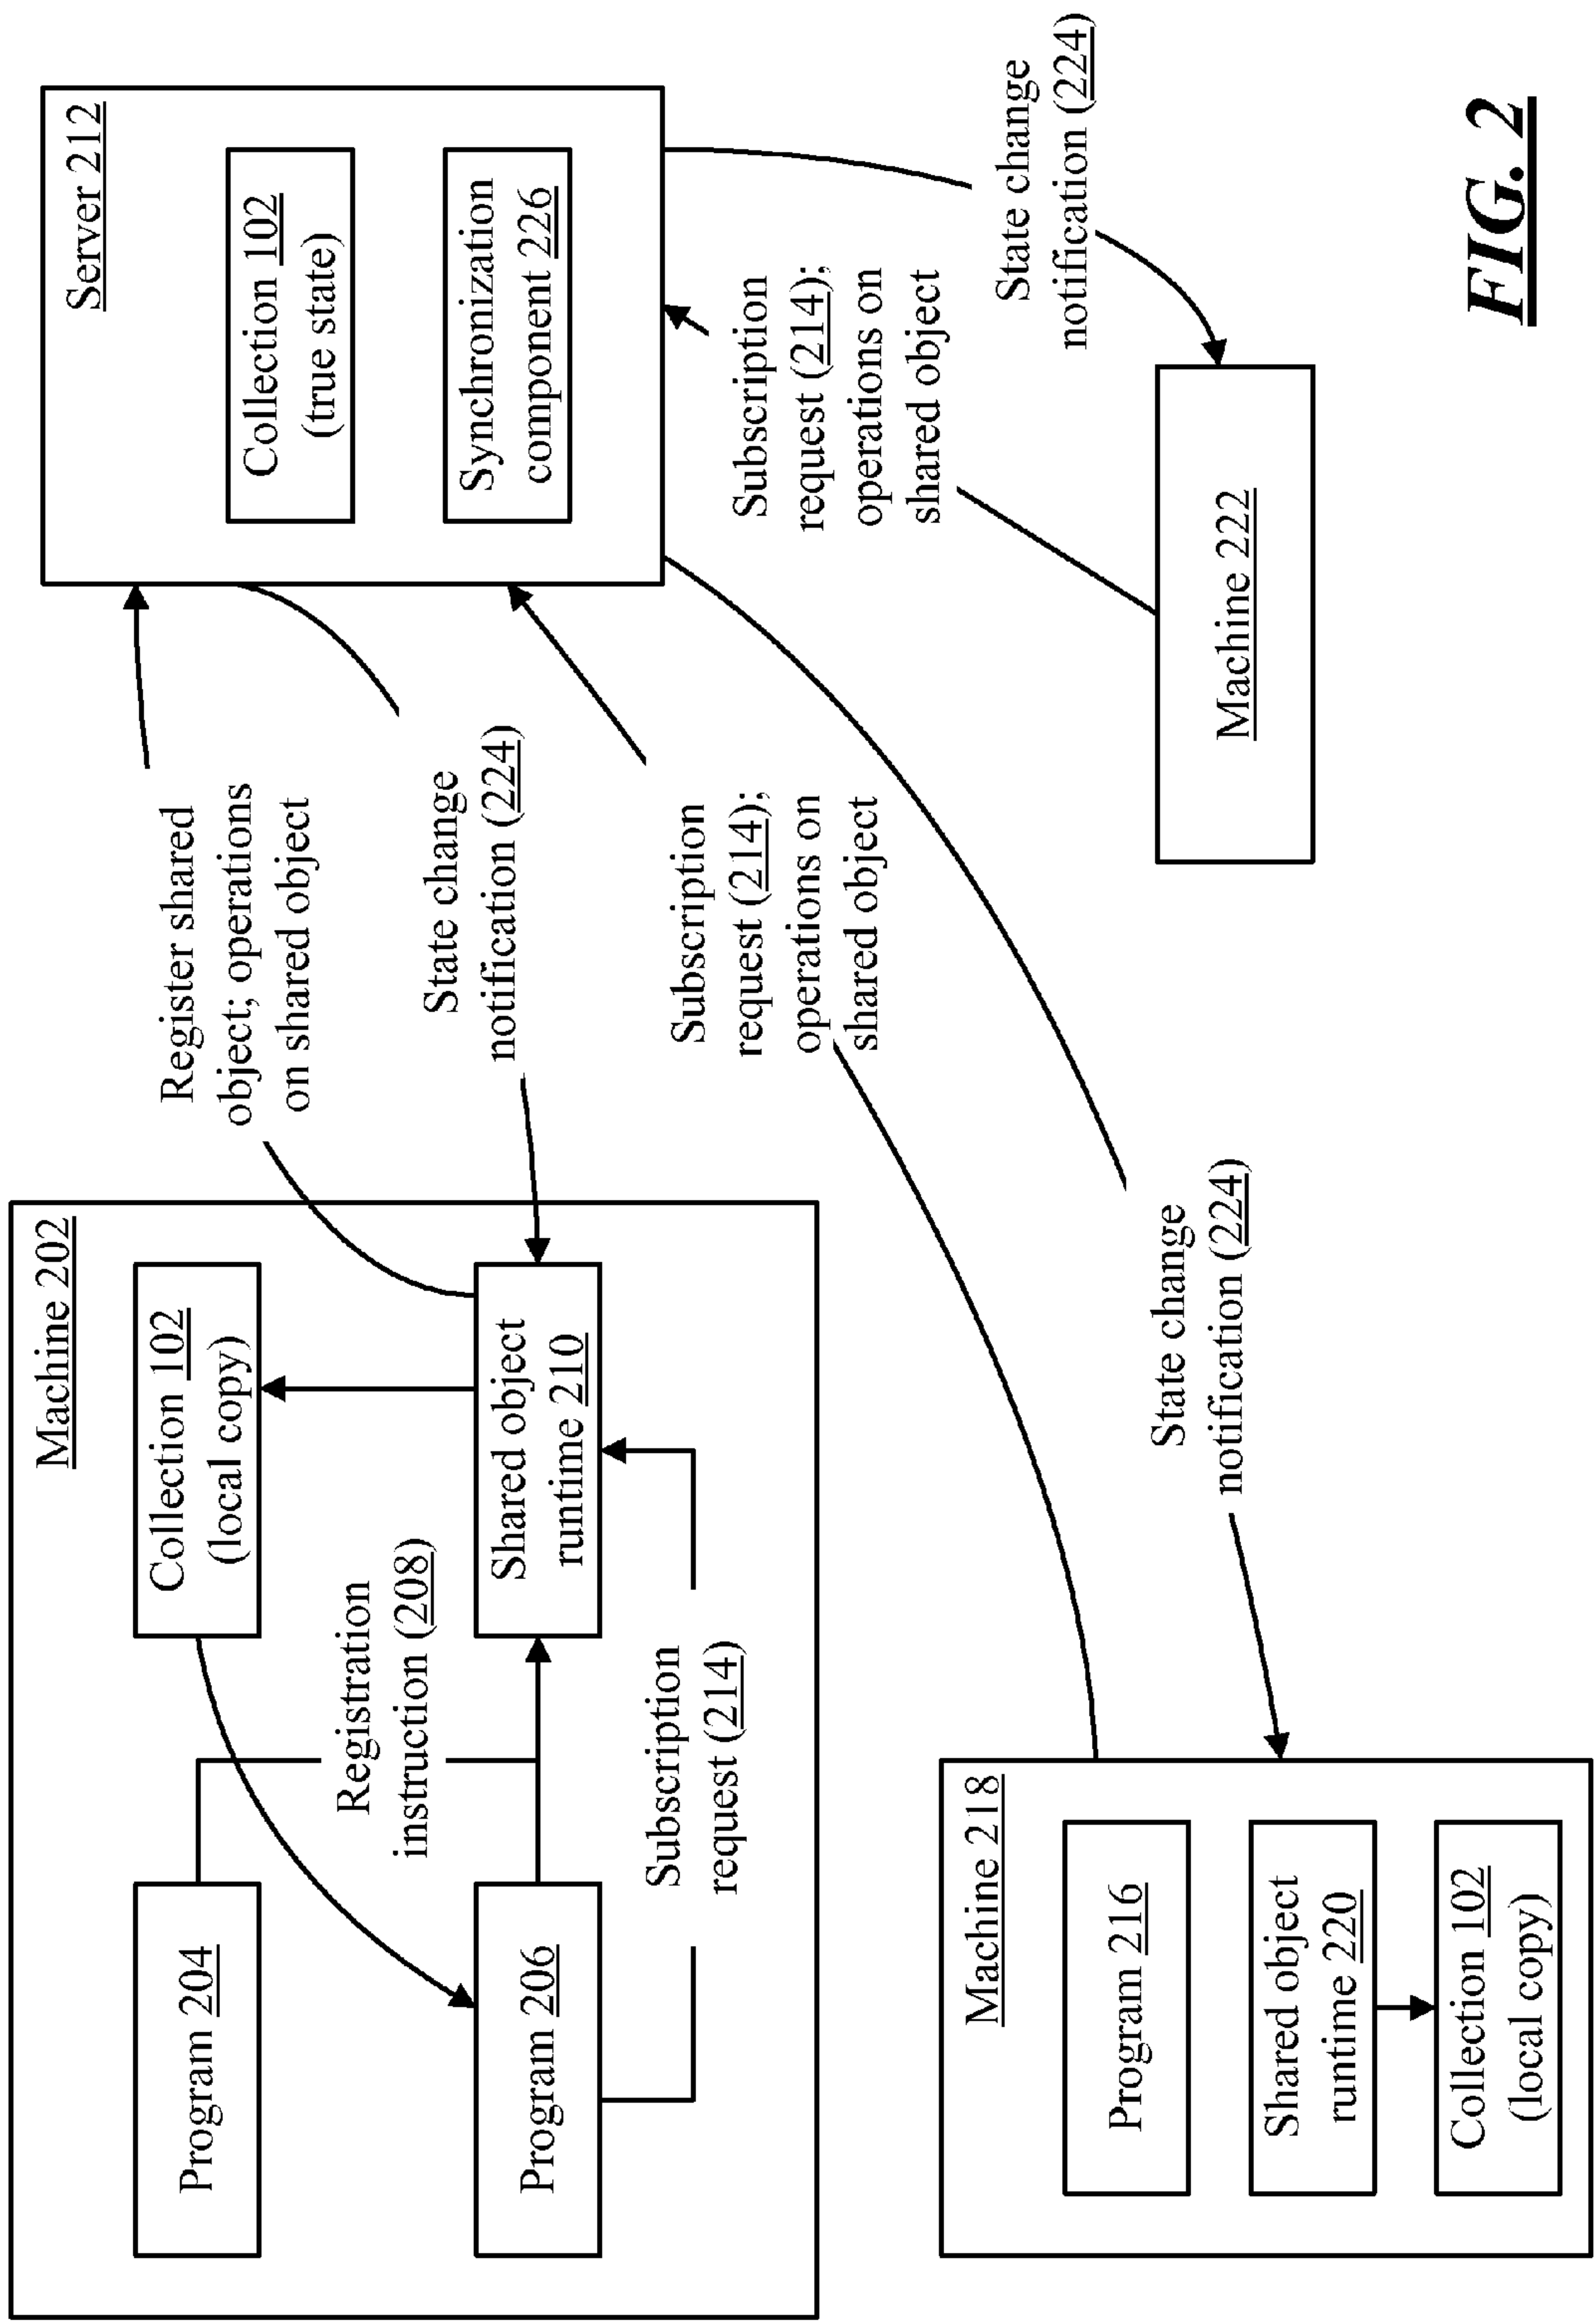 Machine 202
Program 204
Collection 102
(local copy)
Registration
instruction (208)
Program 206
Shared object
runtime 210
Subscription
request (214)
Register shared
object; operations
on shared object
State change
notification (224)
Server 212
Collection 102
(true state)
Synchronization
component 226
Subscription
request (214);
operations on
shared object
Subscription
request (214);
operations on
shared object
State change
notification (224)
State change
notification (224)
Machine 218
Program 216
Shared object
runtime 220
Collection 102
(local copy)
Machine 222
FIG. 2